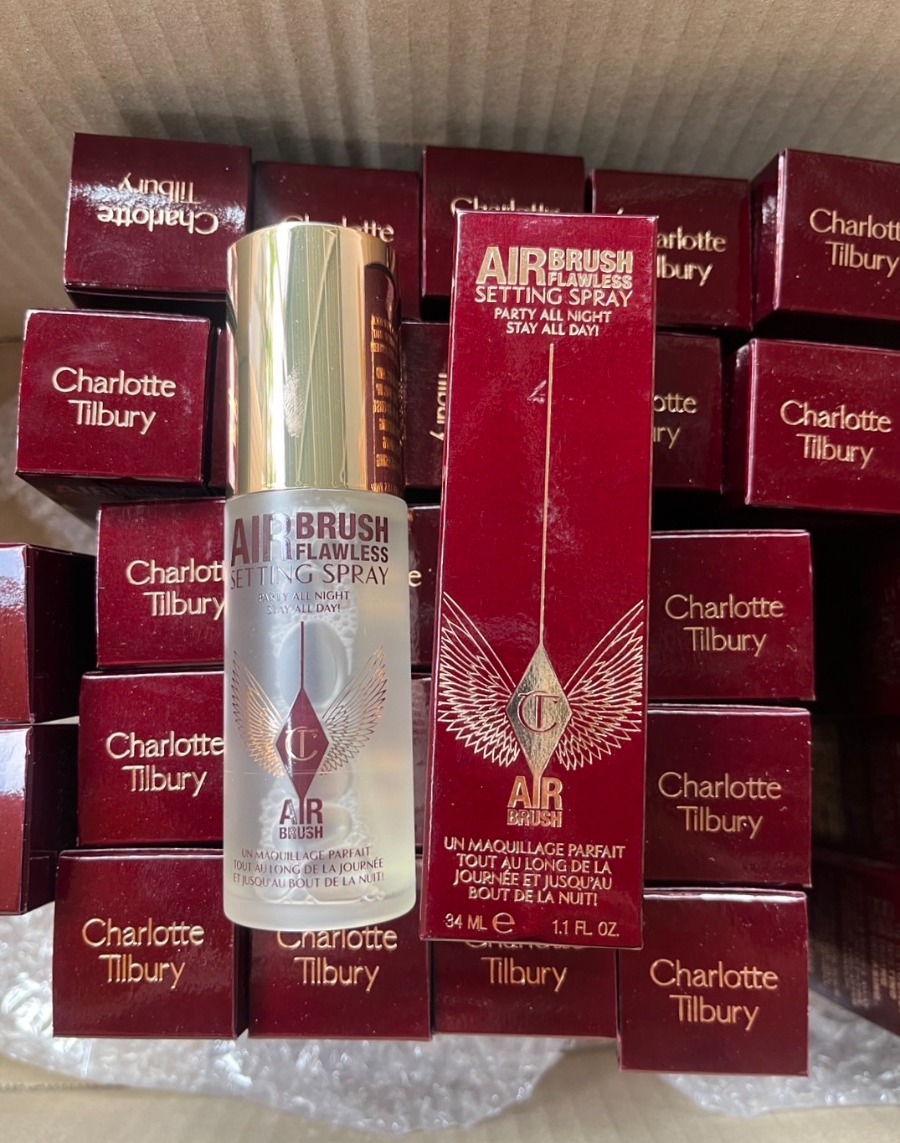 Charlotte
Tilbury
Charlotte
Tilbury
Charlotte
Tilbury
Charlotte
Tilbury
AIRBRUSH
FLAWLESS
SETTING SPRAY
PARTY ALL NIGHT
STAY ALL DAY!
CT
AIR
BRUSH
UN MAQUILLAGE PARFAIT
TOUT AU LONG DE LA
JOURNÉE ET JUSQU'AU
BOUT DE LA NUIT!
34 ML e 1.1 FL. OZ.
AIRBRUSH
FLAWLESS
SETTING SPRAY
PARTY ALL NIGHT
STAY ALL DAY!
CT
AIR
BRUSH
UN MAQUILLAGE PARFAIT
TOUT AU LONG DE LA JOURNÉE
ET JUSQU'AU BOUT DE LA NUIT!
Tilbury
Charlotte
Tilbury
Charlotte
Tilbury
Charlotte
Tilbury
Charlotte
Tilbury
Charlotte
Tilbury
Tilbury
Charlotte
Tilbury